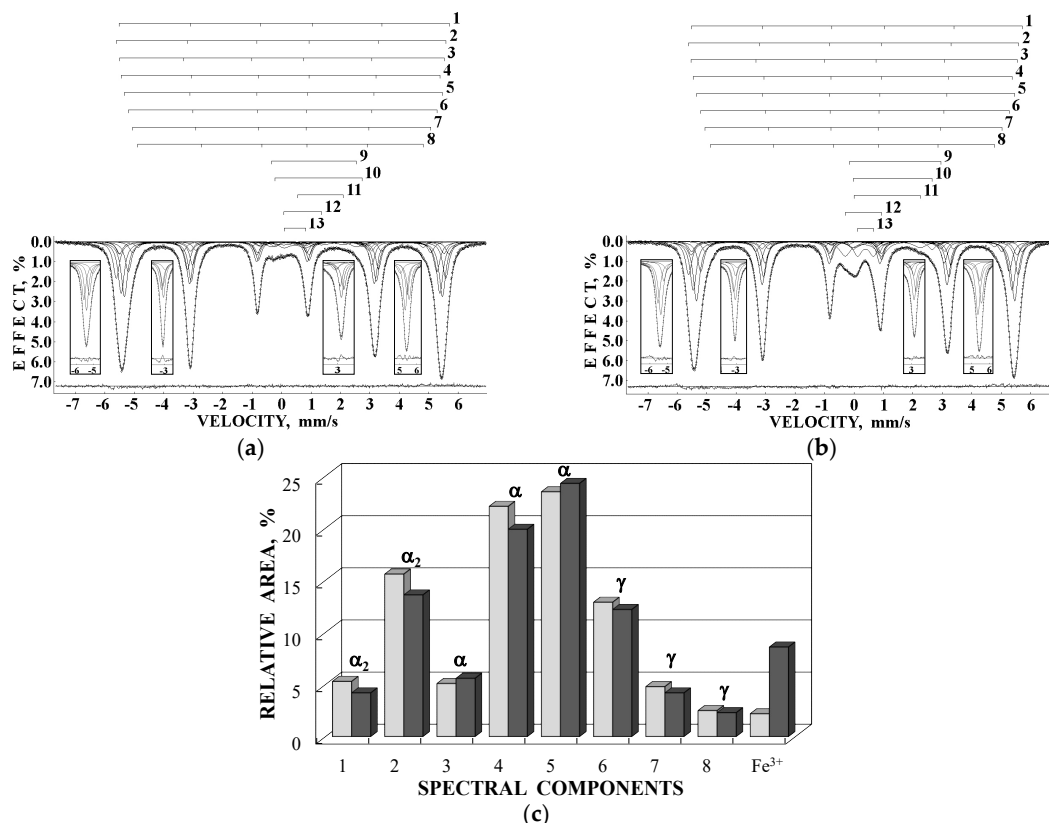 1
2
3
4
5
6
7
8
9
10
11
12
13
0.0
1.0
2.0
3.0
4.0
5.0
6.0
7.0
EFFECT, %
-6 -5
-3
3
5 6
-7 -6 -5 -4 -3 -2 -1 0 1 2 3 4 5 6
VELOCITY, mm/s
(a)
1
2
3
4
5
6
7
8
9
10
11
12
13
0.0
1.0
2.0
3.0
4.0
5.0
6.0
7.0
EFFECT, %
-6 -5
-3
3
5 6
-7 -6 -5 -4 -3 -2 -1 0 1 2 3 4 5 6
VELOCITY, mm/s
(b)
RELATIVE AREA, %
25
20
15
10
5
0
α₂
α₂
α
α
α
γ
γ
γ
1 2 3 4 5 6 7 8 Fe³⁺
SPECTRAL COMPONENTS
(c)